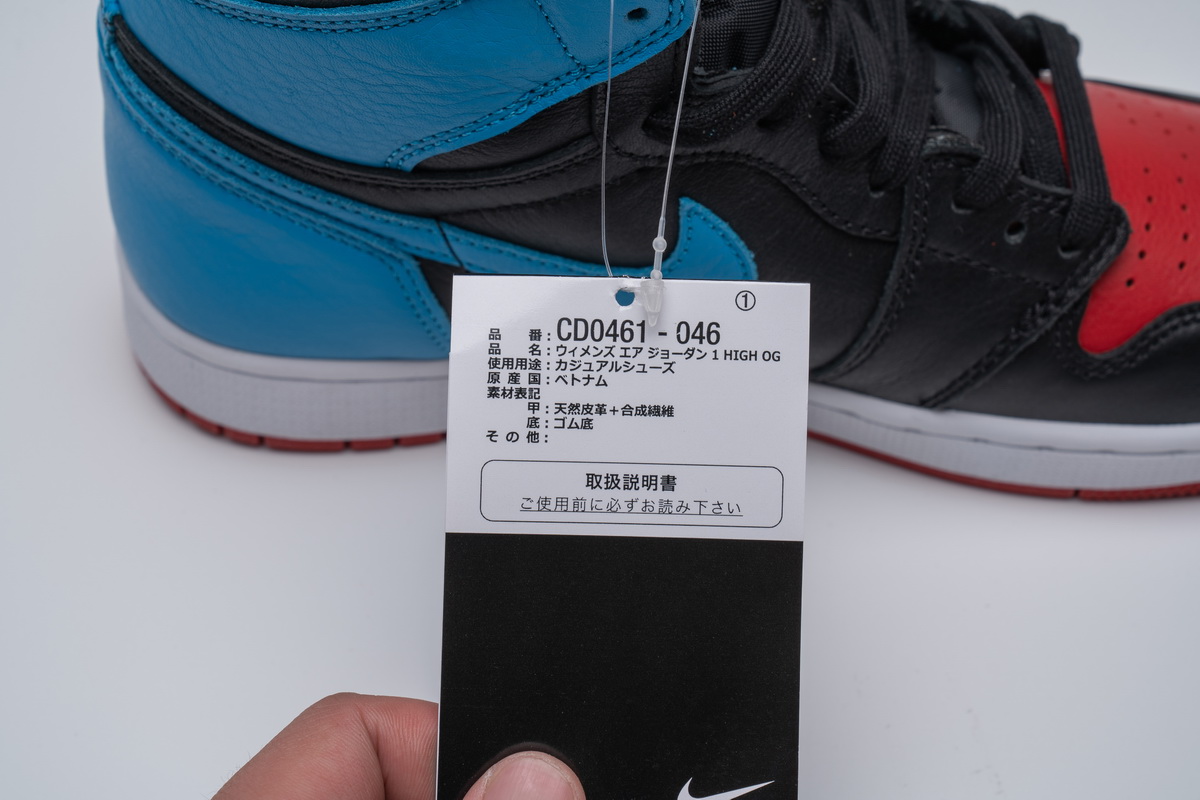 ①
品番:CD0461 - 046
品名:ウィメンズ エア ジョーダン 1 HIGH OG
使用用途:カジュアルシューズ
原産国:ベトナム
素材表記
甲:天然皮革+合成繊維
底:ゴム底
その他:
取扱説明書
ご使用前に必ずお読み下さい